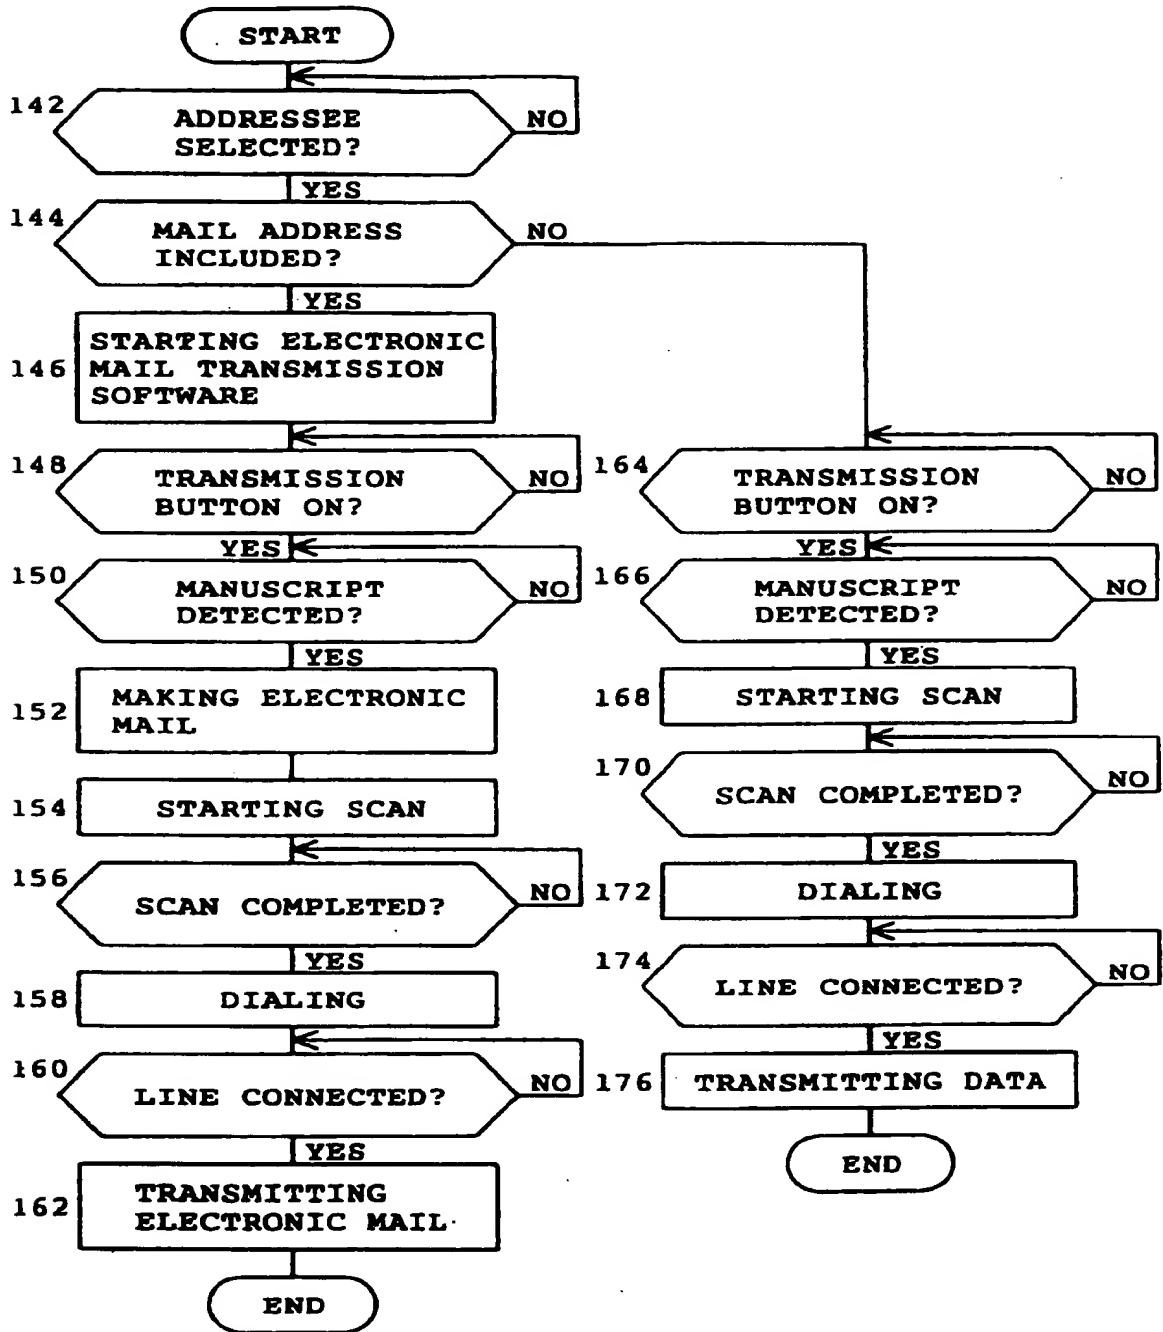 START
142
ADDRESSEE
SELECTED?
NO
YES
144
MAIL ADDRESS
INCLUDED?
NO
YES
146
STARTING ELECTRONIC
MAIL TRANSMISSION
SOFTWARE
148
TRANSMISSION
BUTTON ON?
NO
YES
150
MANUSCRIPT
DETECTED?
NO
YES
152
MAKING ELECTRONIC
MAIL
154
STARTING SCAN
156
SCAN COMPLETED?
NO
YES
158
DIALING
160
LINE CONNECTED?
NO
YES
162
TRANSMITTING
ELECTRONIC MAIL
END
164
TRANSMISSION
BUTTON ON?
NO
YES
166
MANUSCRIPT
DETECTED?
NO
YES
168
STARTING SCAN
170
SCAN COMPLETED?
NO
YES
172
DIALING
174
LINE CONNECTED?
NO
YES
176
TRANSMITTING DATA
END